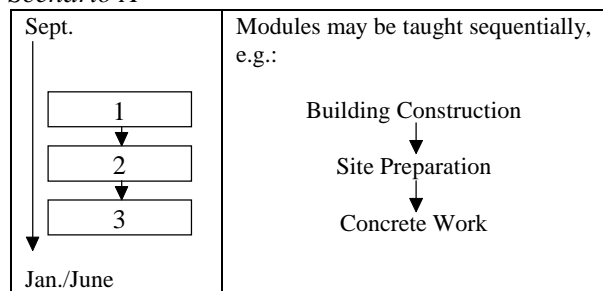 Scenario A
Sept.
1
2
3
Jan./June
Modules may be taught sequentially,
e.g.:
Building Construction
Site Preparation
Concrete Work